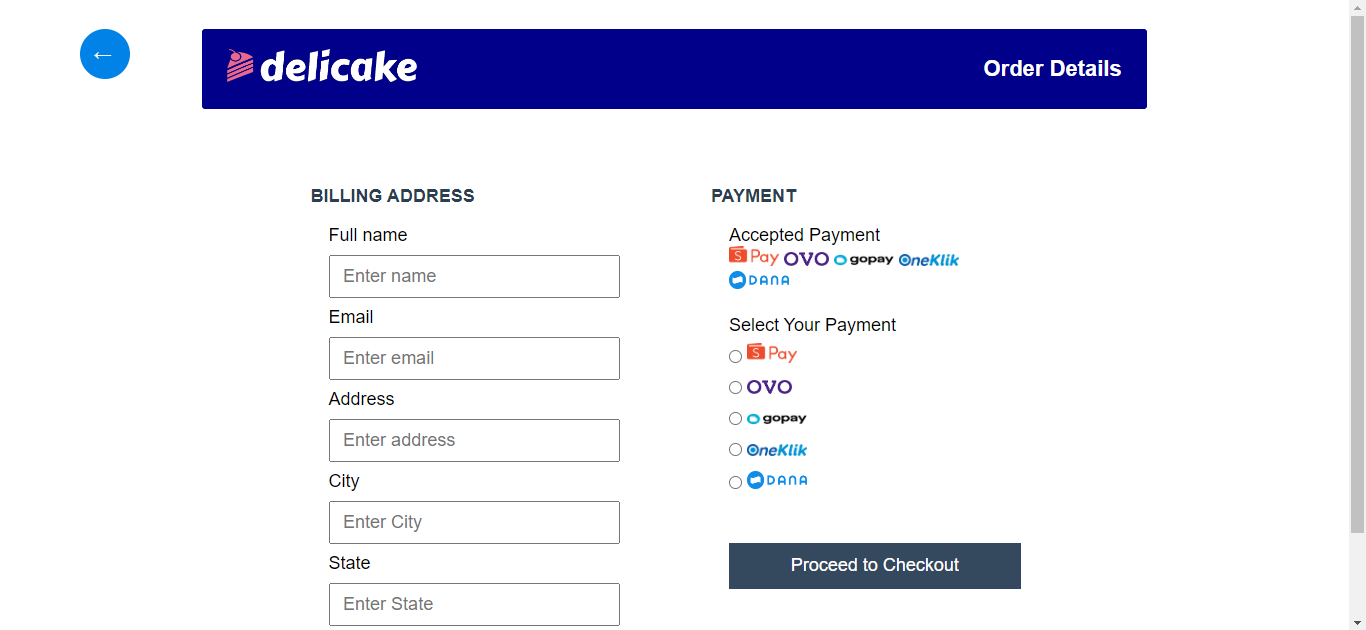 ←
delicake
Order Details
BILLING ADDRESS
Full name
Enter name
Email
Enter email
Address
Enter address
City
Enter City
State
Enter State
PAYMENT
Accepted Payment
S Pay OVO gopay OneKlik
DANA
Select Your Payment
S Pay
OVO
gopay
OneKlik
DANA
Proceed to Checkout